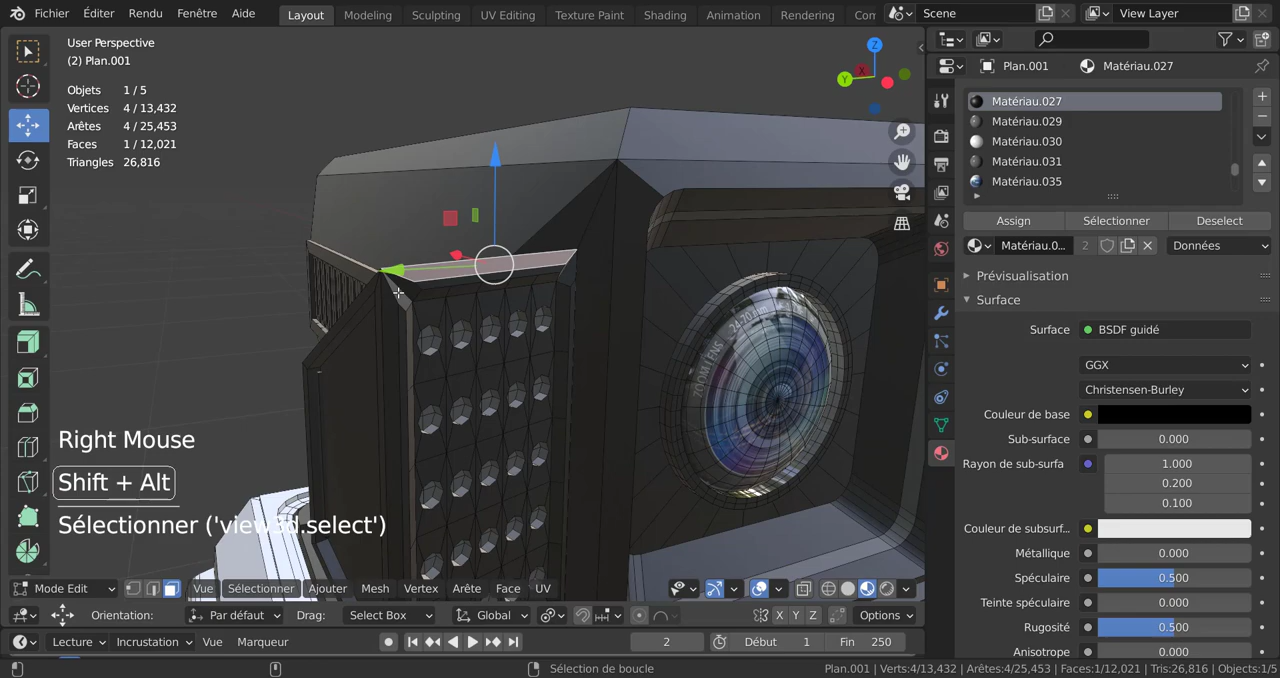 Fichier Éditer Rendu Fenêtre Aide Layout Modeling Sculpting UV Editing Texture Paint Shading Animation Rendering Com Scene View Layer
User Perspective
(2) Plan.001
Objets 1 / 5
Vertices 4 / 13,432
Arêtes 4 / 25,453
Faces 1 / 12,021
Triangles 26,816
Z
X
Y
ZOOM LENS 24-70mm
Right Mouse
Shift + Alt
Sélectionner ('view3d.select')
Mode Edit Vue Sélectionner Ajouter Mesh Vertex Arête Face UV
Orientation: Par défaut Drag: Select Box Global X Y Z Options
Lecture Incrustation Vue Marqueur 2 Début 1 Fin 250
Sélection de boucle Plan.001 | Verts:4/13,432 | Arêtes:4/25,453 | Faces:1/12,021 | Tris:26,816 | Objects:1/5
Plan.001 Matériau.027
Matériau.027
Matériau.029
Matériau.030
Matériau.031
Matériau.035
Assign Sélectionner Deselect
Matériau.0... 2 Données
Prévisualisation
Surface
Surface BSDF guidé
GGX
Christensen-Burley
Couleur de base
Sub-surface 0.000
Rayon de sub-surfa 1.000
0.200
0.100
Couleur de subsurf...
Métallique 0.000
Spéculaire 0.500
Teinte spéculaire 0.000
Rugosité 0.500
Anisotrope 0.000